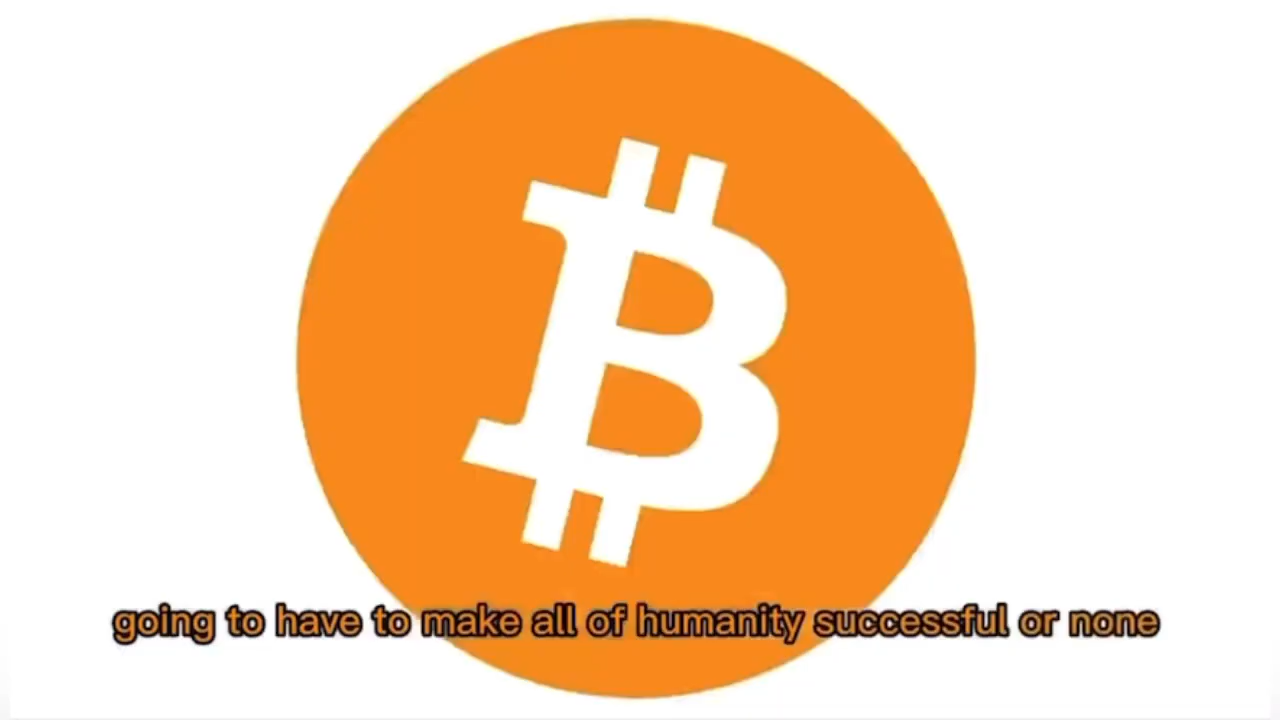 ₿
going to have to make all of humanity successful or none